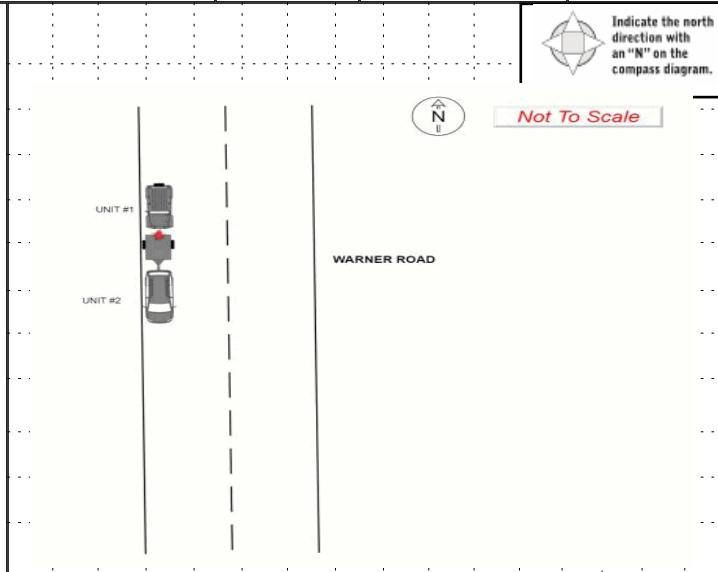 Indicate the north
direction with
an “N” on the
compass diagram.
N
Not To Scale
UNIT #1
WARNER ROAD
UNIT #2